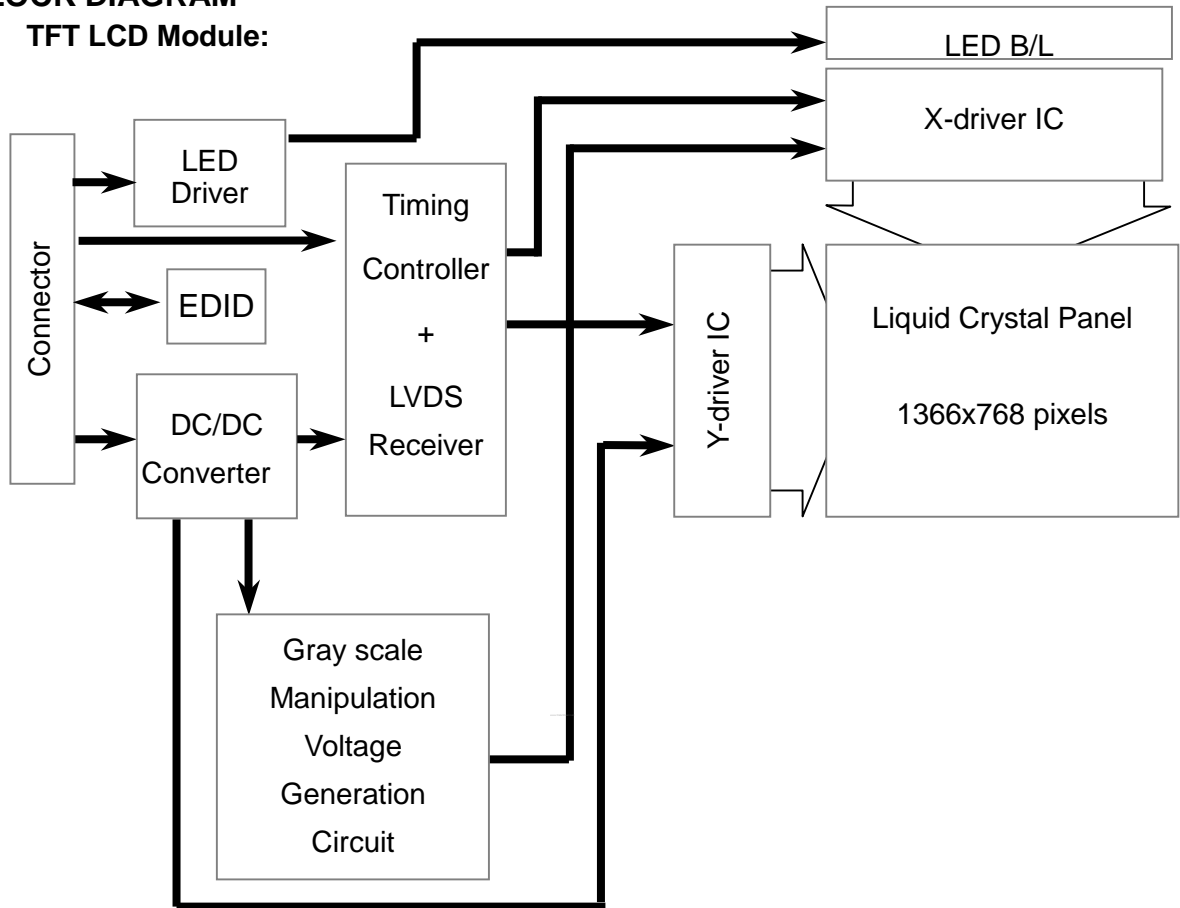 TFT LCD Module:
LED B/L
X-driver IC
LED
Driver
Timing
Controller
+
LVDS
Receiver
Connector
EDID
DC/DC
Converter
Y-driver IC
Liquid Crystal Panel
1366x768 pixels
Gray scale
Manipulation
Voltage
Generation
Circuit